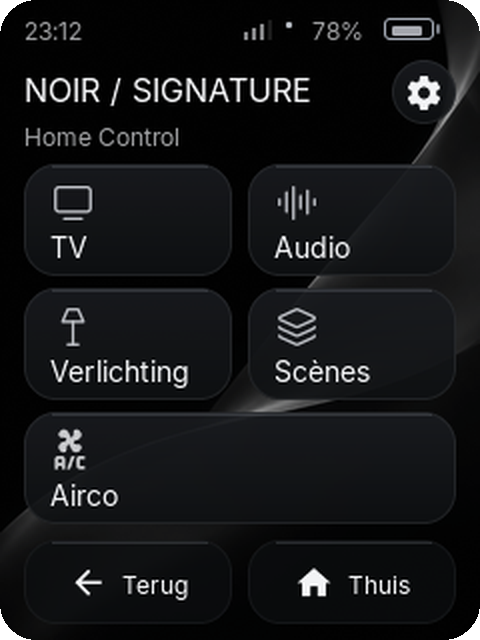 23:12 78%
NOIR / SIGNATURE
Home Control
TV
Audio
Verlichting
Scènes
A/C
Airco
Terug
Thuis